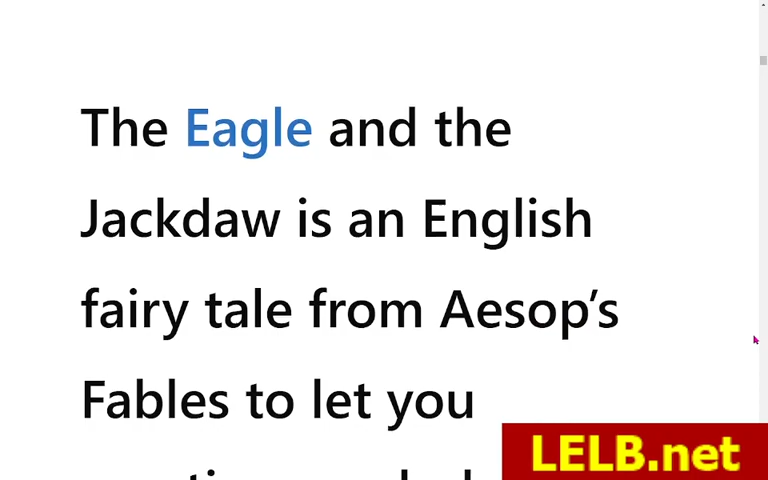 The Eagle and the
Jackdaw is an English
fairy tale from Aesop's
Fables to let you
LELB.net